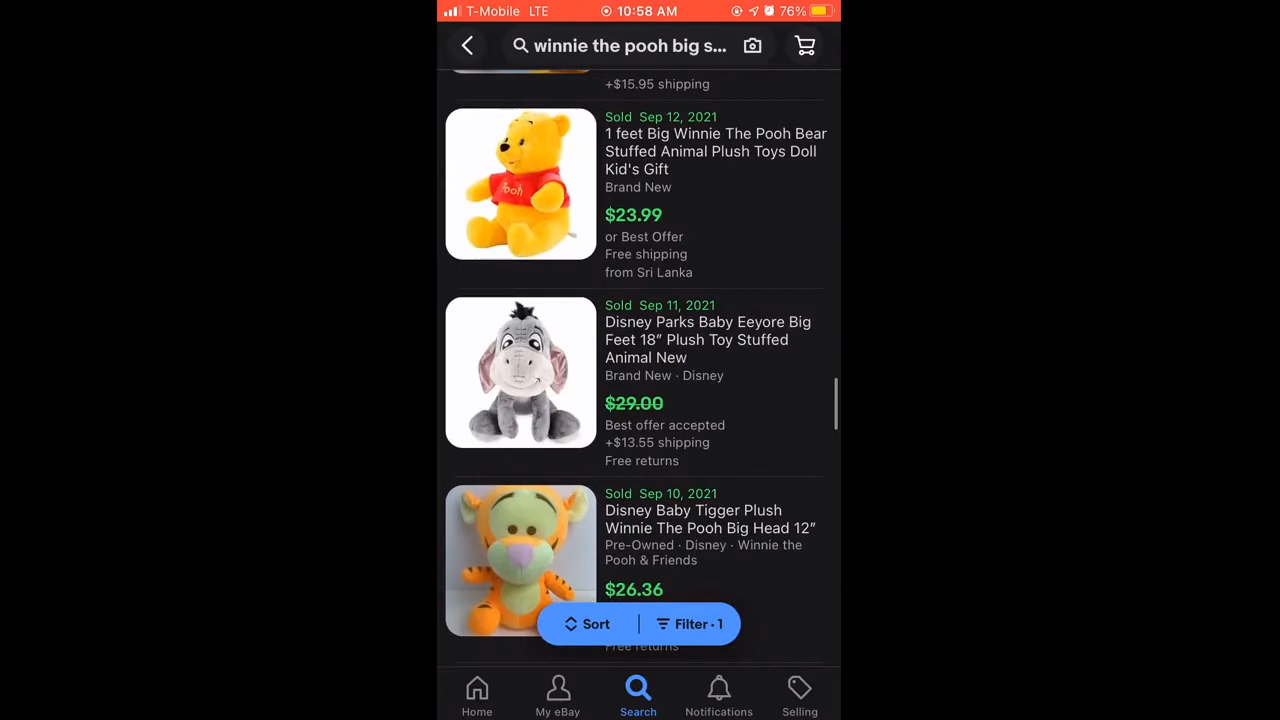 T-Mobile LTE 10:58 AM 76%
winnie the pooh big s...
+$15.95 shipping
Sold Sep 12, 2021
1 feet Big Winnie The Pooh Bear
Stuffed Animal Plush Toys Doll
Kid's Gift
Brand New
$23.99
or Best Offer
Free shipping
from Sri Lanka
Pooh
Sold Sep 11, 2021
Disney Parks Baby Eeyore Big
Feet 18” Plush Toy Stuffed
Animal New
Brand New · Disney
$29.00
Best offer accepted
+$13.55 shipping
Free returns
Sold Sep 10, 2021
Disney Baby Tigger Plush
Winnie The Pooh Big Head 12”
Pre-Owned · Disney · Winnie the
Pooh & Friends
$26.36
Sort Filter · 1
Free returns
Home My eBay Search Notifications Selling